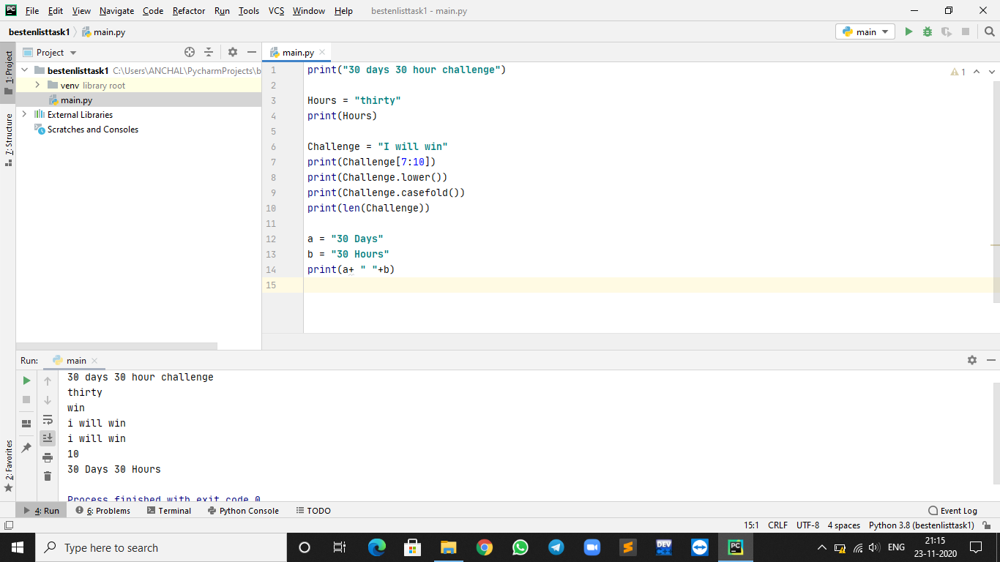 File Edit View Navigate Code Refactor Run Tools VCS Window Help bestenlisttask1 - main.py
bestenlisttask1 main.py main
1: Project
Project
bestenlisttask1 C:\Users\ANCHAL\PycharmProjects\b
venv library root
main.py
External Libraries
Scratches and Consoles
7: Structure
2: Favorites
main.py
1
1 print("30 days 30 hour challenge")
2
3 Hours = "thirty"
4 print(Hours)
5
6 Challenge = "I will win"
7 print(Challenge[7:10])
8 print(Challenge.lower())
9 print(Challenge.casefold())
10 print(len(Challenge))
11
12 a = "30 Days"
13 b = "30 Hours"
14 print(a+ " "+b)
15
Run: main
30 days 30 hour challenge
thirty
win
i will win
i will win
10
30 Days 30 Hours
Process finished with exit code 0
4: Run 6: Problems Terminal Python Console TODO Event Log
15:1 CRLF UTF-8 4 spaces Python 3.8 (bestenlisttask1)
Type here to search
DEV
PC
ENG
21:15
23-11-2020